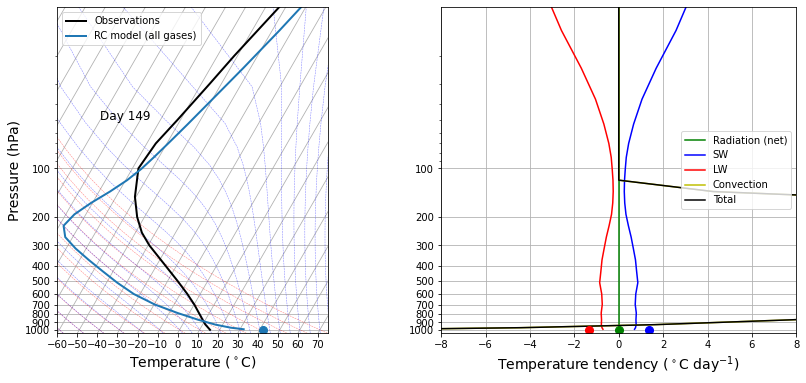 Observations
RC model (all gases)
Day 149
Pressure (hPa)
100
200
300
400
500
600
700
800
900
1000
−60 −50 −40 −30 −20 −10 0 10 20 30 40 50 60 70
Temperature (°C)
Radiation (net)
SW
LW
Convection
Total
100
200
300
400
500
600
700
800
900
1000
−8 −6 −4 −2 0 2 4 6 8
Temperature tendency (°C day⁻¹)